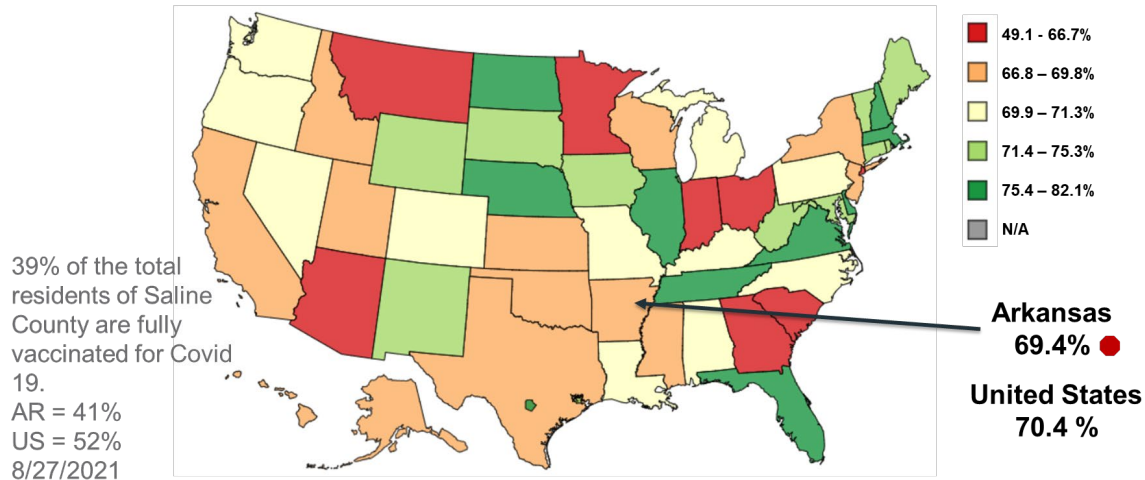 49.1 - 66.7%
66.8 – 69.8%
69.9 – 71.3%
71.4 – 75.3%
75.4 – 82.1%
N/A
39% of the total
residents of Saline
County are fully
vaccinated for Covid
19.
AR = 41%
US = 52%
8/27/2021
Arkansas
69.4%
United States
70.4 %